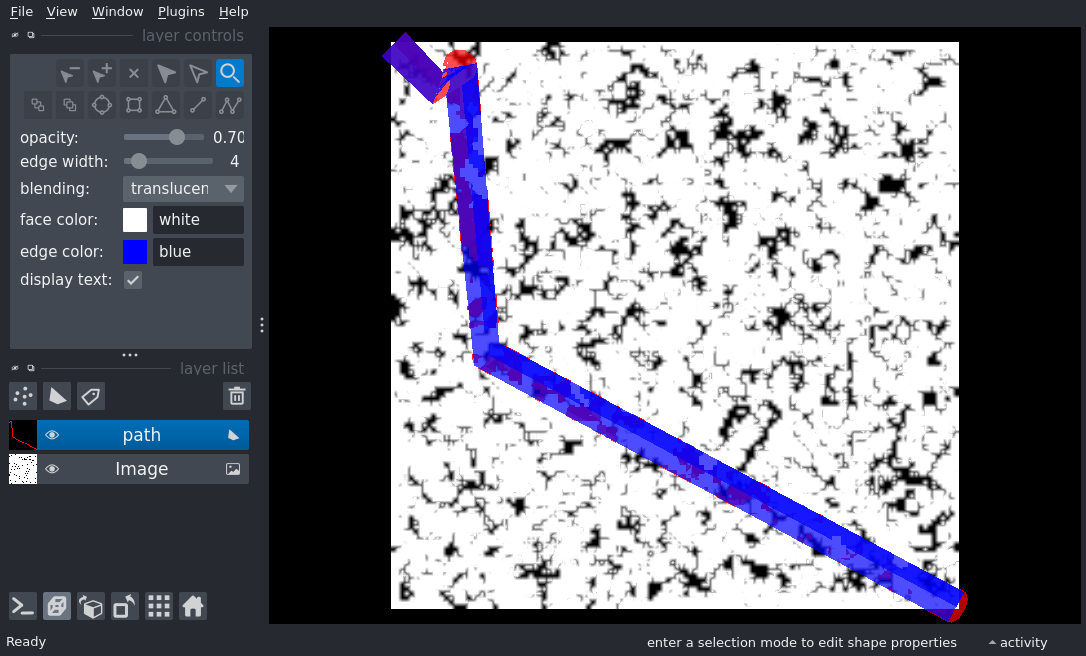 File View Window Plugins Help
layer controls
opacity: 0.70
edge width: 4
blending: translucen
face color: white
edge color: blue
display text:
layer list
path
Image
Ready enter a selection mode to edit shape properties activity